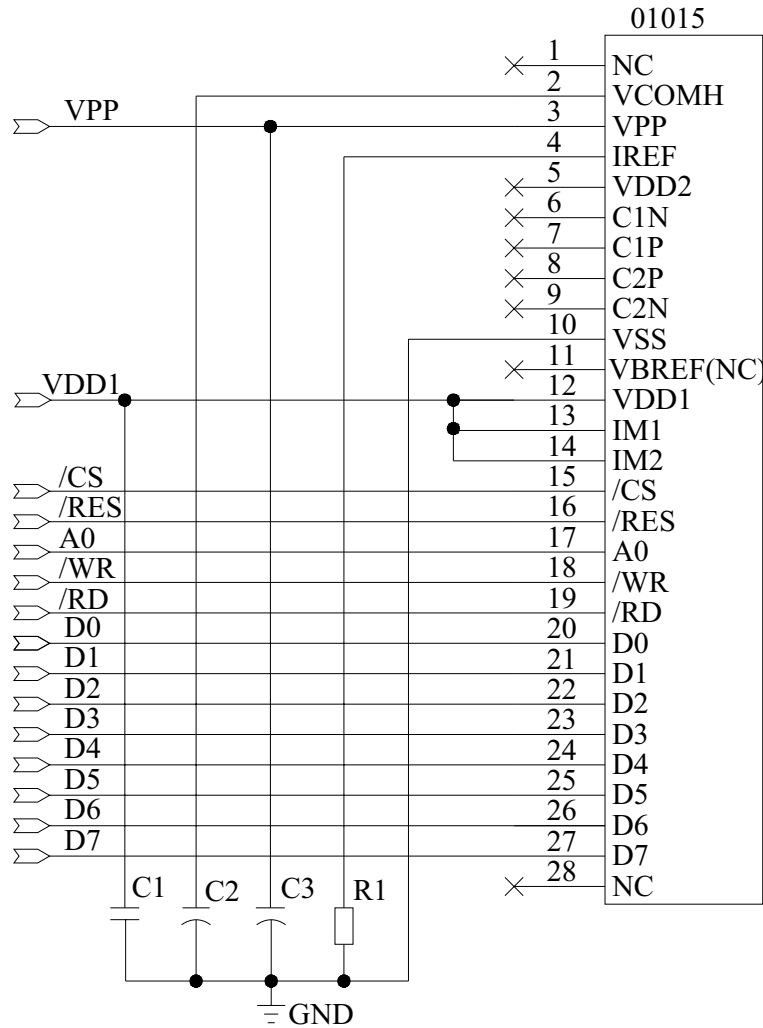 01015
1 NC
2 VCOMH
VPP 3 VPP
4 IREF
5 VDD2
6 C1N
7 C1P
8 C2P
9 C2N
10 VSS
11 VBREF(NC)
VDD1 12 VDD1
13 IM1
14 IM2
/CS 15 /CS
/RES 16 /RES
A0 17 A0
/WR 18 /WR
/RD 19 /RD
D0 20 D0
D1 21 D1
D2 22 D2
D3 23 D3
D4 24 D4
D5 25 D5
D6 26 D6
D7 27 D7
28 NC
C1 C2 C3 R1
GND